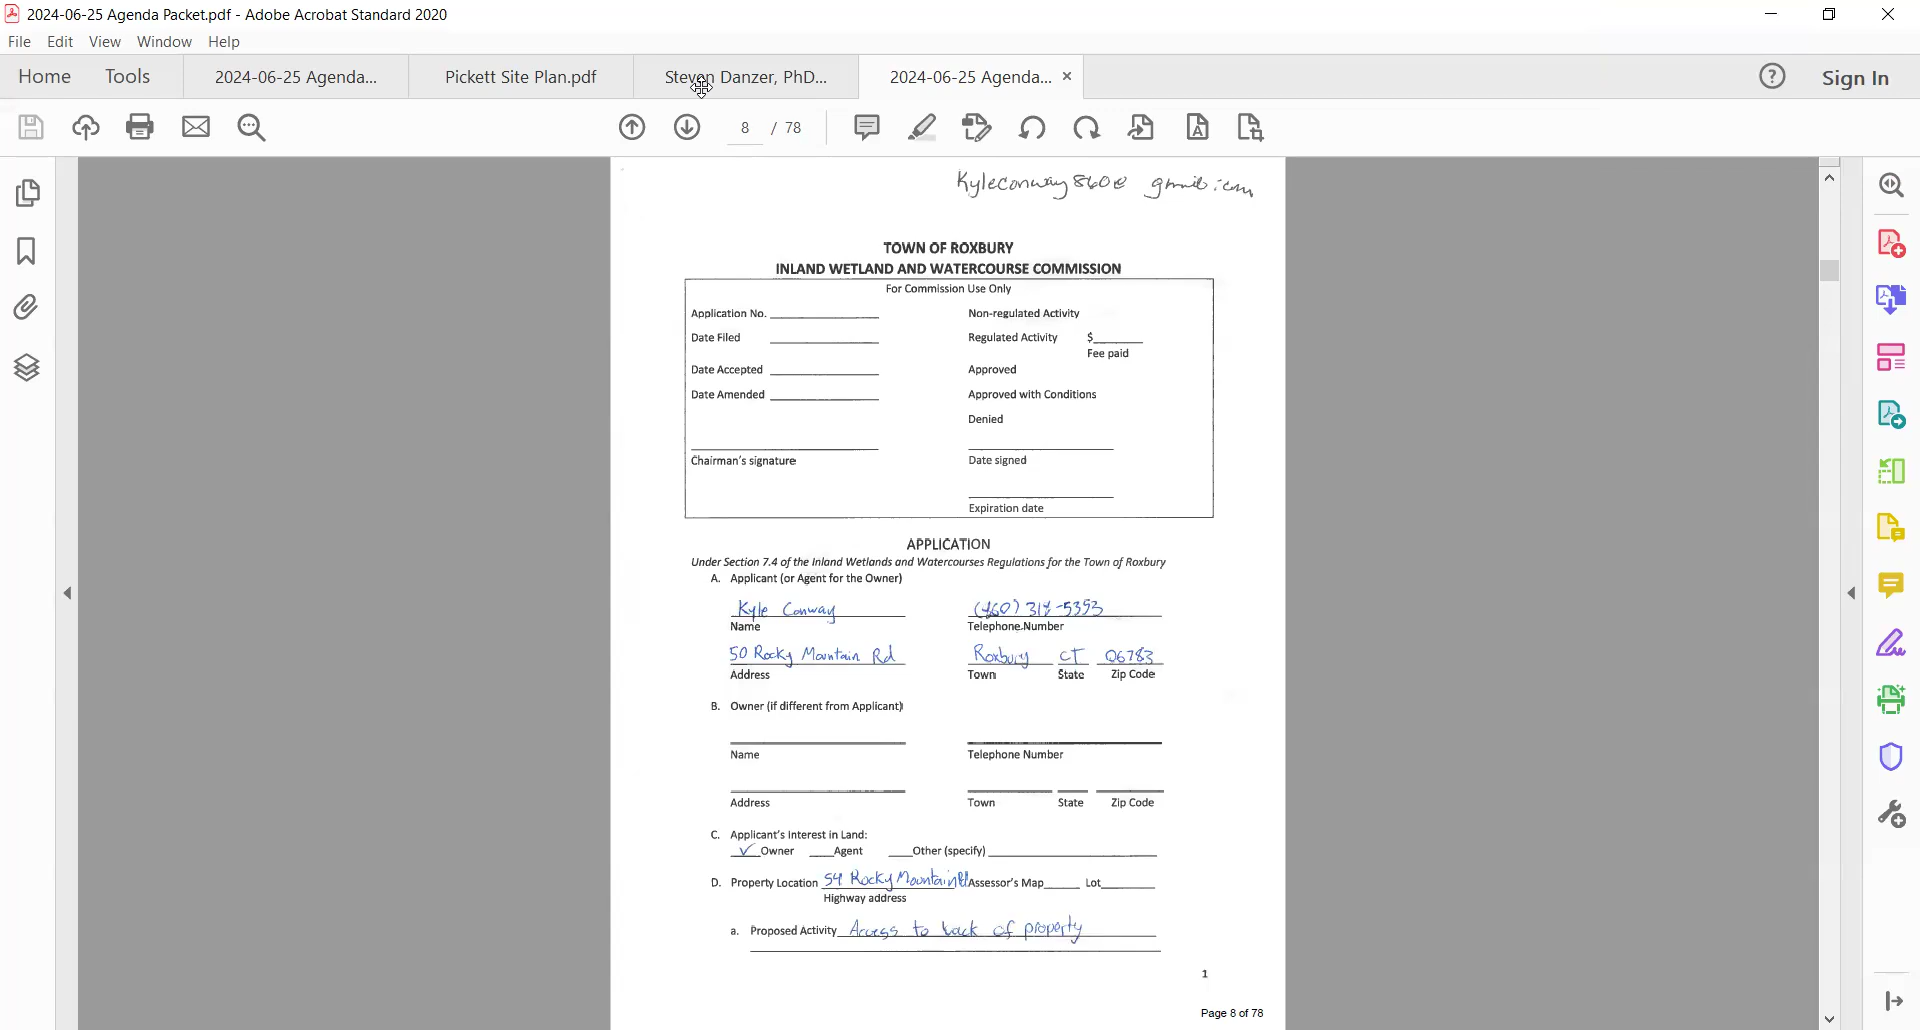 2024-06-25 Agenda Packet.pdf - Adobe Acrobat Standard 2020
File Edit View Window Help
Home Tools 2024-06-25 Agenda... Pickett Site Plan.pdf Steven Danzer, PhD... 2024-06-25 Agenda... × ? Sign In
8 / 78
Kyleconway860@
TOWN OF ROXBURY
INLAND WETLAND AND WATERCOURSE COMMISSION
For Commission Use Only
Application No. Non-regulated Activity
Date Filed Regulated Activity $
Fee paid
Date Accepted Approved
Date Amended Approved with Conditions
Denied
Chairman's signature Date signed
Expiration date
APPLICATION
Under Section 7.4 of the Inland Wetlands and Watercourses Regulations for the Town of Roxbury
A. Applicant (or Agent for the Owner)
Kyle Conway -5353
Name Telephone Number
50 Rocky Mountain Rd Roxbury CT 06783
Address Town State Zip Code
B. Owner (if different from Applicant)
Name Telephone Number
Address Town State Zip Code
C. Applicant's Interest in Land:
✓ Owner Agent Other (specify)
D. Property Location 54 Rocky Mountain Rd Assessor's Map Lot
Highway address
a. Proposed Activity Access to back of property
1
Page 8 of 78